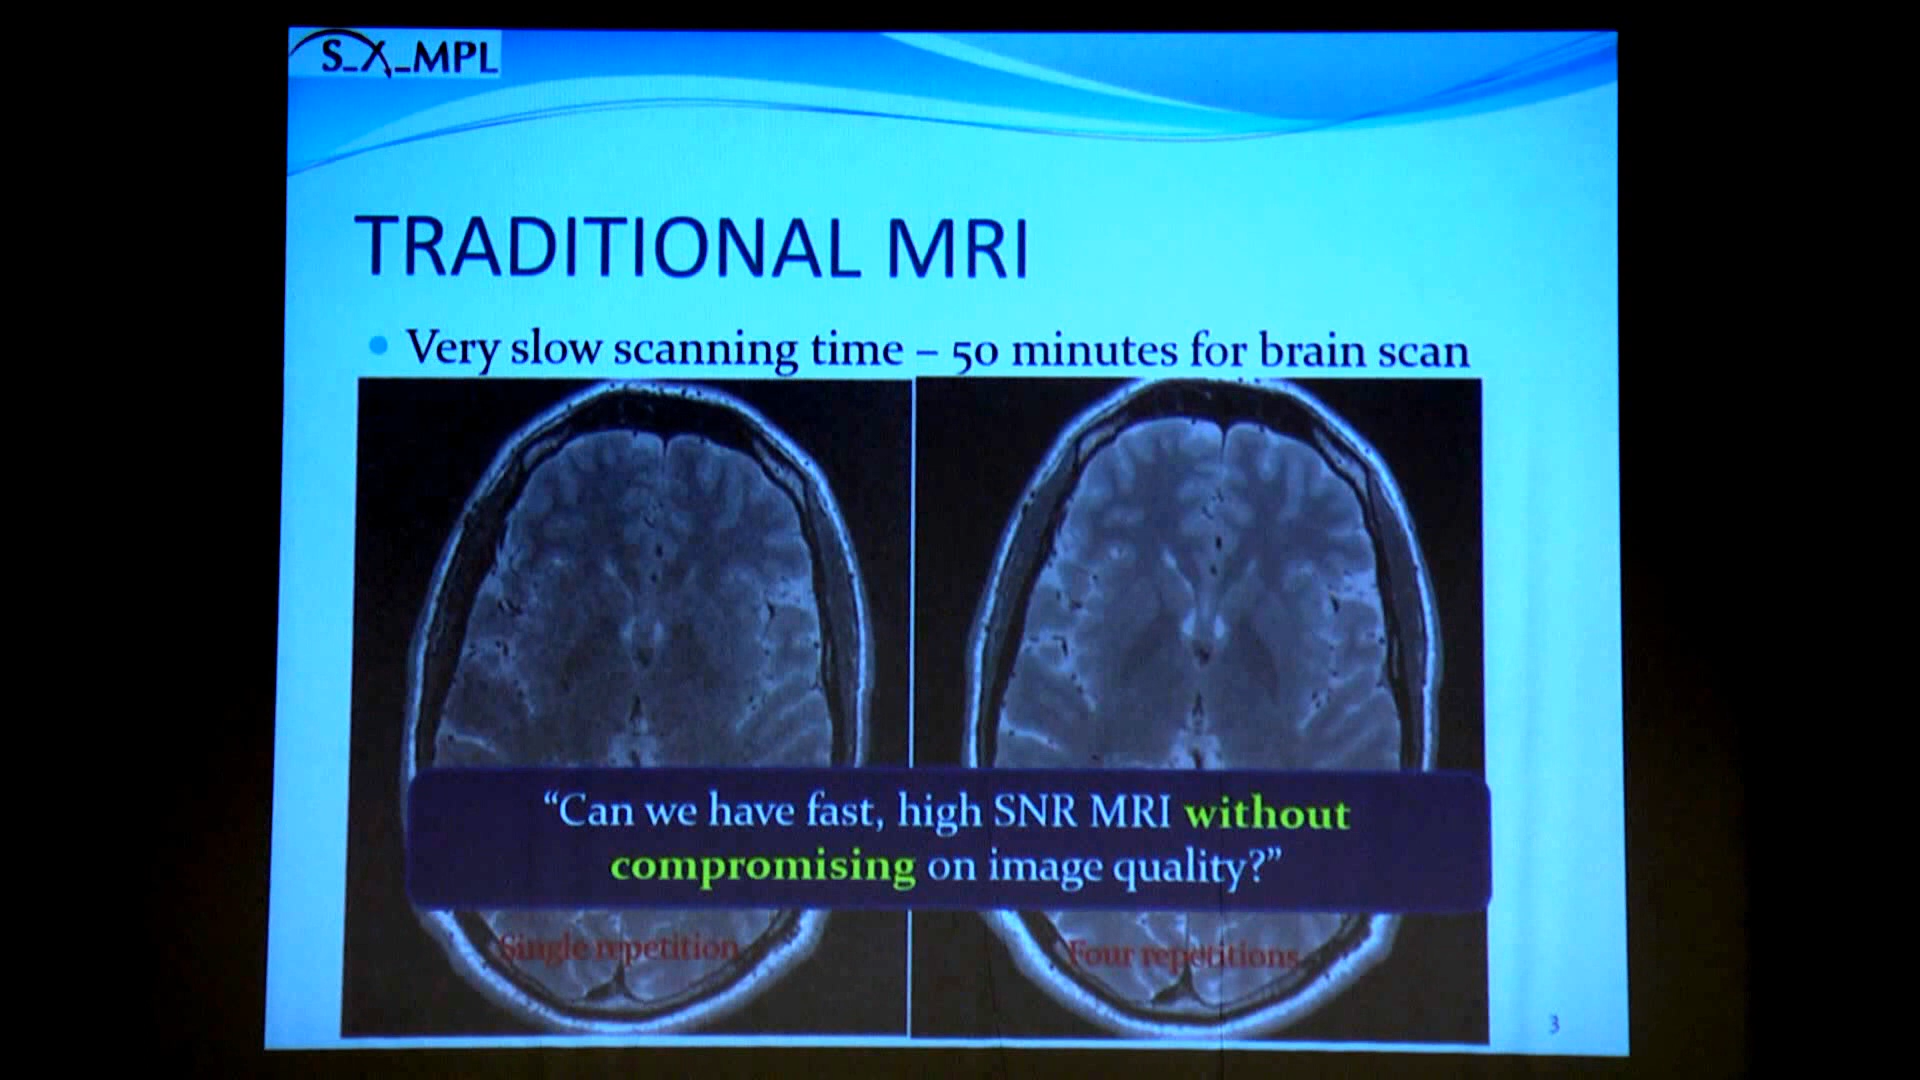 S_X_MPL
TRADITIONAL MRI
• Very slow scanning time – 50 minutes for brain scan
“Can we have fast, high SNR MRI without
compromising on image quality?”
Single repetition
Four repetitions
3